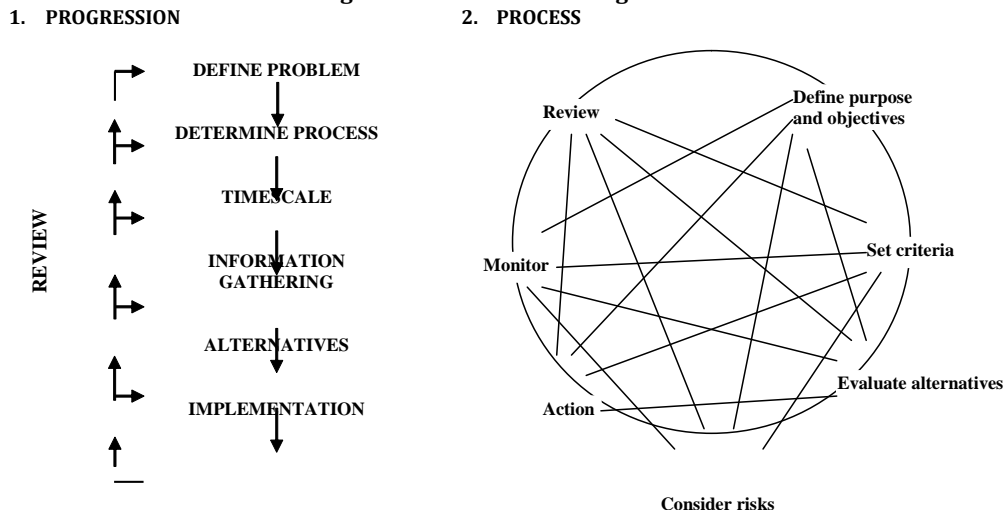 1. PROGRESSION
2. PROCESS
REVIEW
DEFINE PROBLEM
DETERMINE PROCESS
TIMESCALE
INFORMATION
GATHERING
ALTERNATIVES
IMPLEMENTATION
Review
Define purpose
and objectives
Monitor
Set criteria
Action
Evaluate alternatives
Consider risks